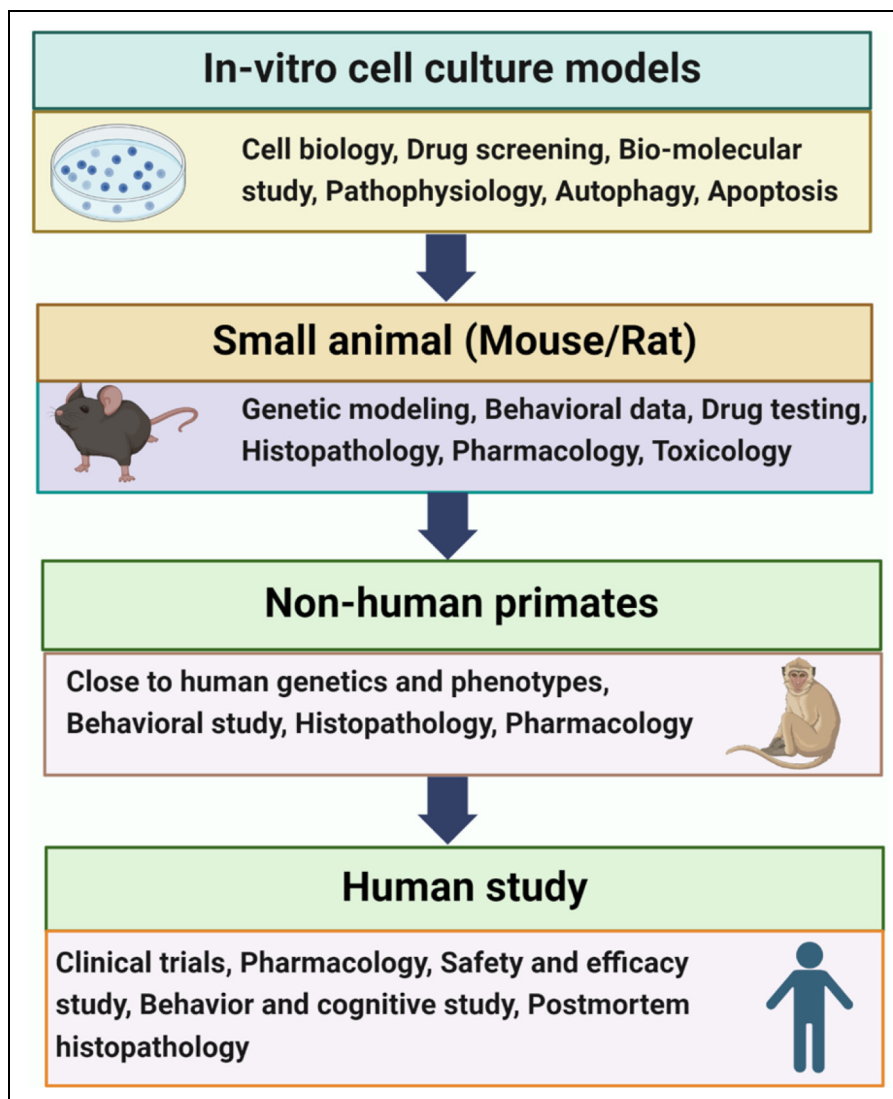 In-vitro cell culture models
Cell biology, Drug screening, Bio-molecular
study, Pathophysiology, Autophagy, Apoptosis
Small animal (Mouse/Rat)
Genetic modeling, Behavioral data, Drug testing,
Histopathology, Pharmacology, Toxicology
Non-human primates
Close to human genetics and phenotypes,
Behavioral study, Histopathology, Pharmacology
Human study
Clinical trials, Pharmacology, Safety and efficacy
study, Behavior and cognitive study, Postmortem
histopathology